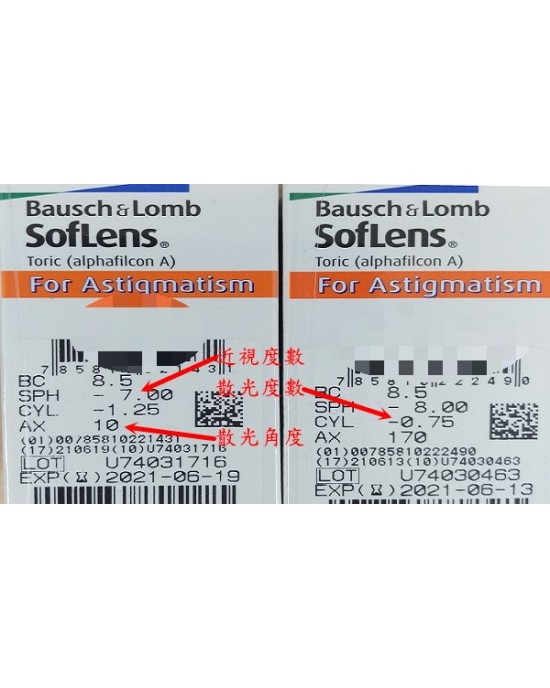 Bausch & Lomb
SofLens®
Toric (alphafilcon A)
For Astigmatism
BC 8.5
SPH - 7.00
CYL -1.25
AX 10
(01)00785810221431
(17)210619(10)U74031716
LOT U74031716
EXP 2021-06-19
近視度數
散光度數
散光角度
Bausch & Lomb
SofLens®
Toric (alphafilcon A)
For Astigmatism
BC 8.5
SPH - 8.00
CYL -0.75
AX 170
(01)00785810222490
(17)210613(10)U74030463
LOT U74030463
EXP 2021-06-13